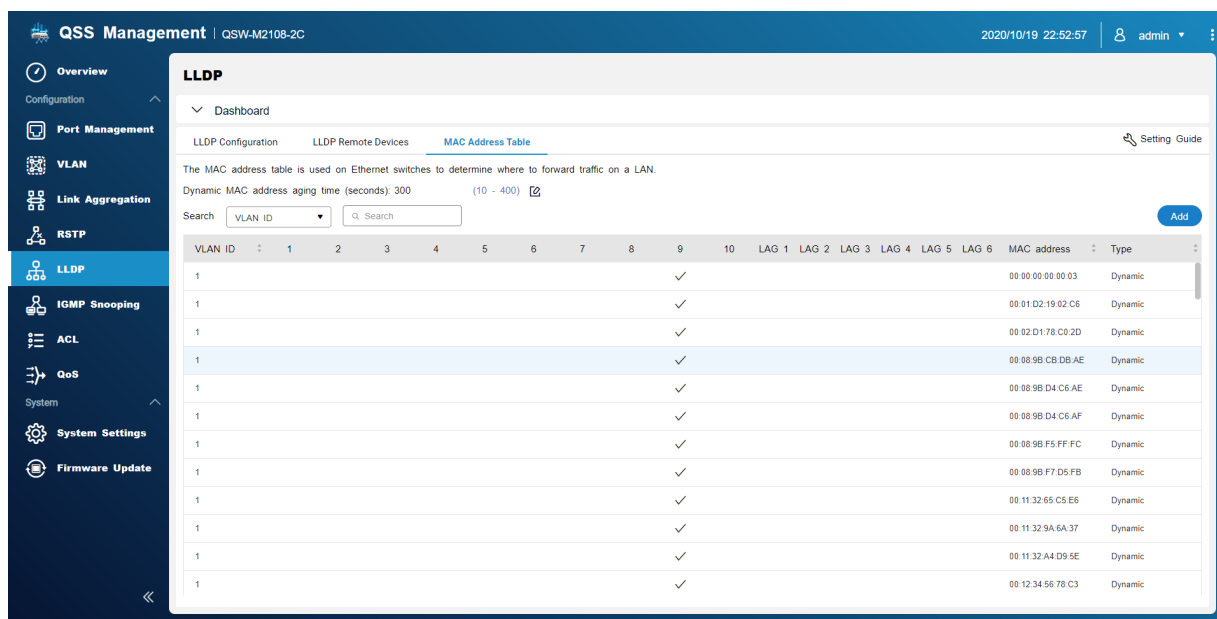 QSS Management | QSW-M2108-2C 2020/10/19 22:52:57 admin
Overview
Configuration
Port Management
VLAN
Link Aggregation
RSTP
LLDP
IGMP Snooping
ACL
QoS
System
System Settings
Firmware Update
LLDP
Dashboard
LLDP Configuration LLDP Remote Devices MAC Address Table Setting Guide
The MAC address table is used on Ethernet switches to determine where to forward traffic on a LAN.
Dynamic MAC address aging time (seconds): 300 (10 - 400)
Search VLAN ID Search Add
VLAN ID 1 2 3 4 5 6 7 8 9 10 LAG 1 LAG 2 LAG 3 LAG 4 LAG 5 LAG 6 MAC address Type
1 ✓ 00:00:00:00:00:03 Dynamic
1 ✓ 00:01:D2:19:02:C6 Dynamic
1 ✓ 00:02:D1:78:C0:2D Dynamic
1 ✓ 00:08:9B:CB:DB:AE Dynamic
1 ✓ 00:08:9B:D4:C6:AE Dynamic
1 ✓ 00:08:9B:D4:C6:AF Dynamic
1 ✓ 00:08:9B:F5:FF:FC Dynamic
1 ✓ 00:08:9B:F7:D5:FB Dynamic
1 ✓ 00:11:32:65:C5:E6 Dynamic
1 ✓ 00:11:32:9A:6A:37 Dynamic
1 ✓ 00:11:32:A4:D9:5E Dynamic
1 ✓ 00:12:34:56:78:C3 Dynamic